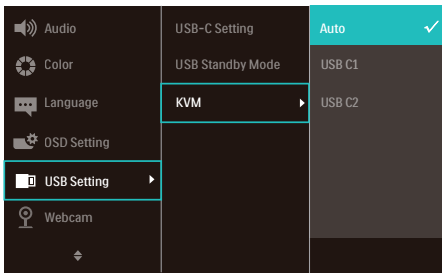 Audio
Color
Language
OSD Setting
USB Setting
Webcam
USB-C Setting
USB Standby Mode
KVM
Auto
USB C1
USB C2